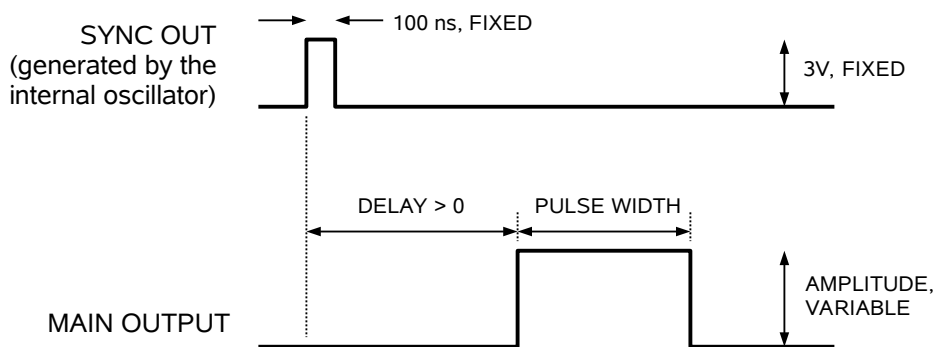 100 ns, FIXED
SYNC OUT
(generated by the
internal oscillator)
3V, FIXED
DELAY > 0
PULSE WIDTH
AMPLITUDE,
VARIABLE
MAIN OUTPUT